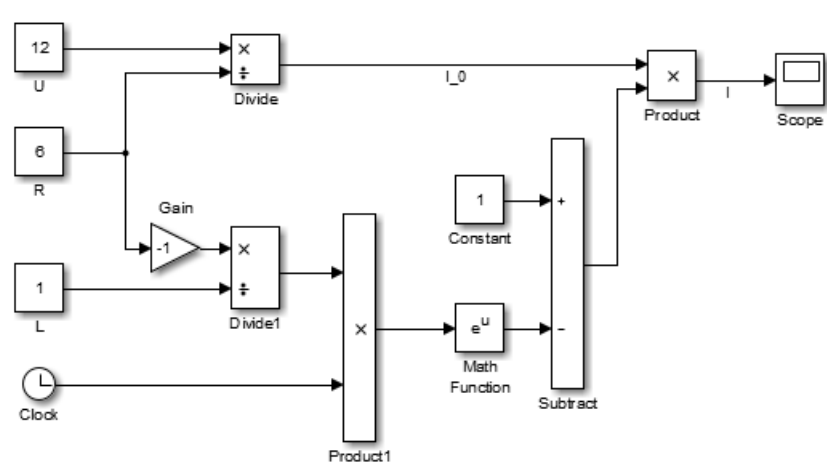 12
U
×
÷
Divide
I_0
×
Product
I
Scope
6
R
Gain
-1
×
÷
Divide1
1
L
Clock
×
Product1
1
Constant
e^u
Math
Function
+
−
Subtract